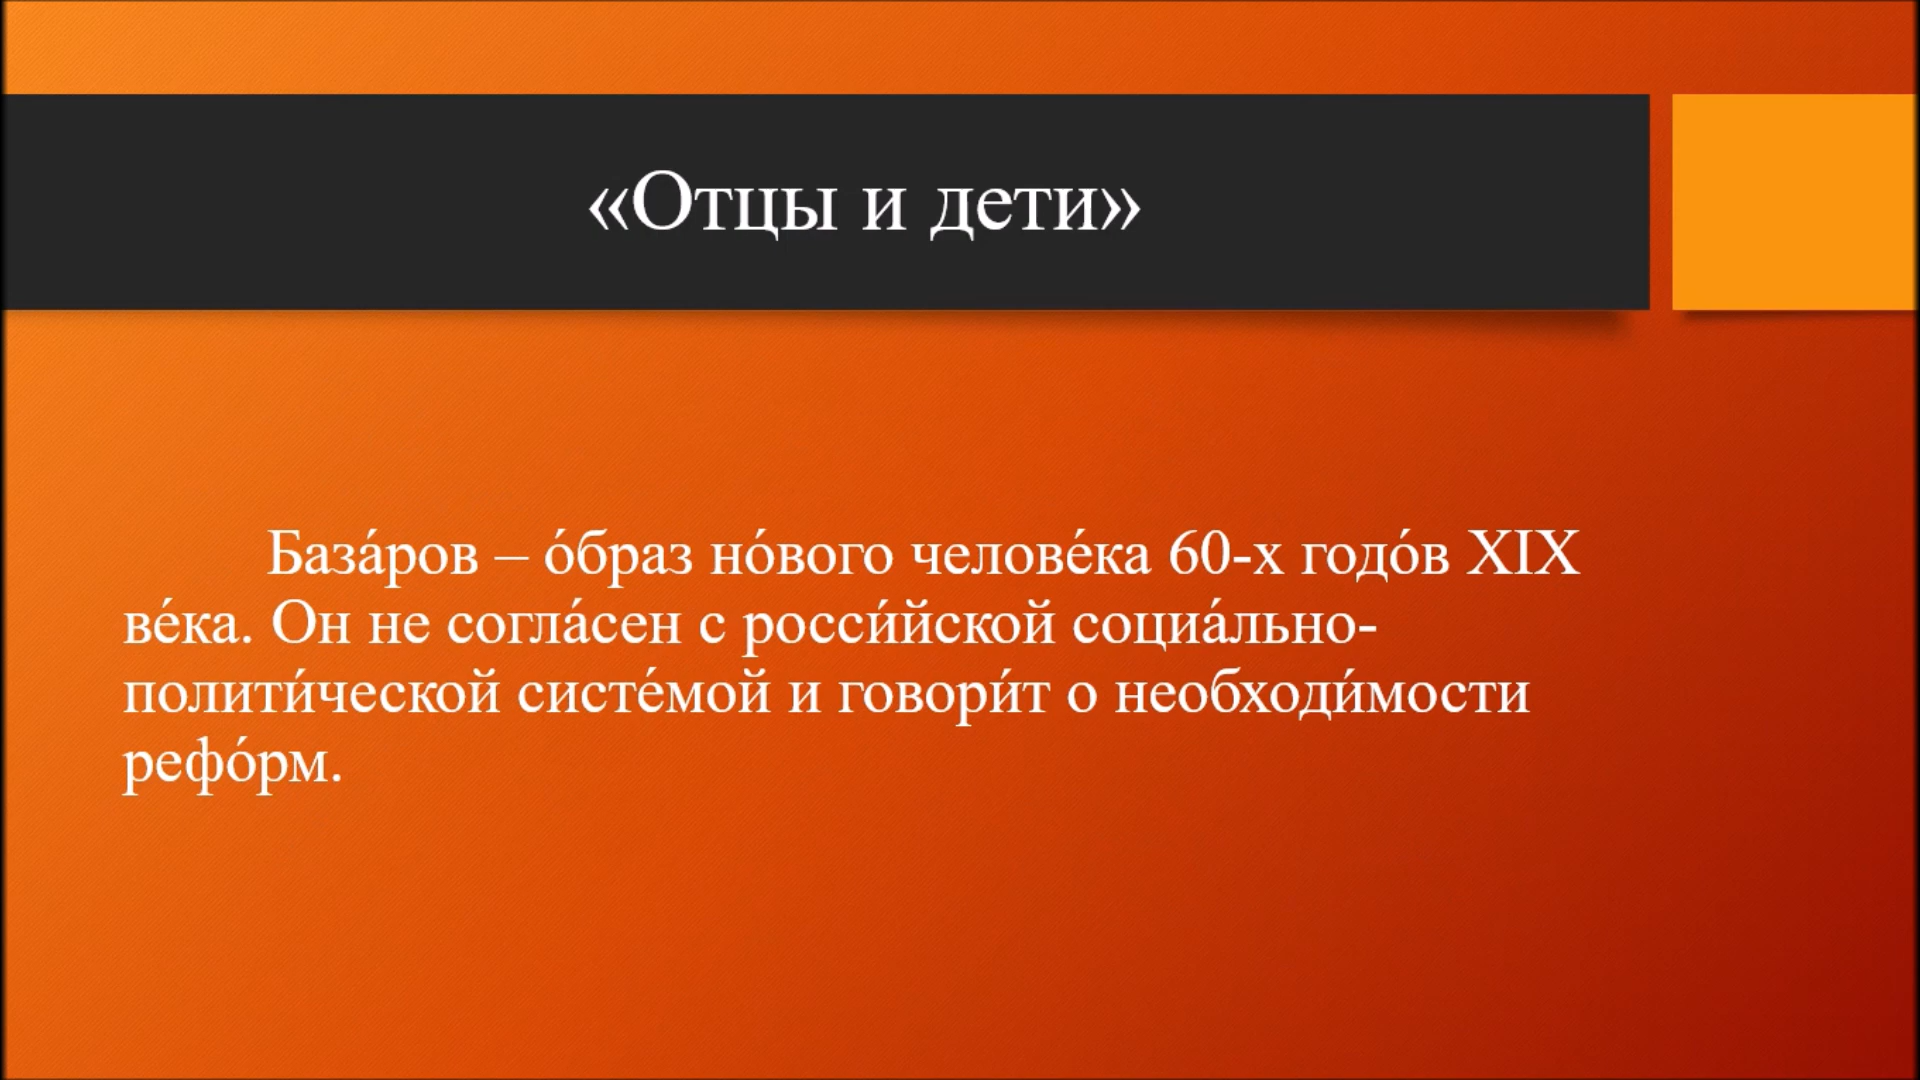 «Отцы и дети»
База́ров – о́браз но́вого челове́ка 60-х годо́в XIX
ве́ка. Он не согла́сен с росси́йской социа́льно-
полити́ческой систе́мой и говори́т о необходи́мости
рефо́рм.